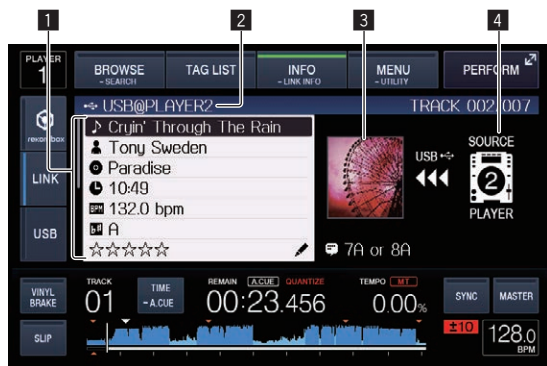 1 2 3 4
PLAYER
1
BROWSE
-SEARCH
TAG LIST
INFO
-LINK INFO
MENU
-UTILITY
PERFORM
rekordbox
LINK
USB
USB@PLAYER2
TRACK 002/007
Cryin' Through The Rain
Tony Sweden
Paradise
10:49
BPM 132.0 bpm
A
☆☆☆☆☆
USB
SOURCE
2
PLAYER
7A or 8A
VINYL
BRAKE
SLIP
TRACK
01
TIME
-A.CUE
REMAIN A.CUE QUANTIZE
00:23.456
TEMPO MT
0.00%
SYNC
MASTER
±10
128.0
BPM